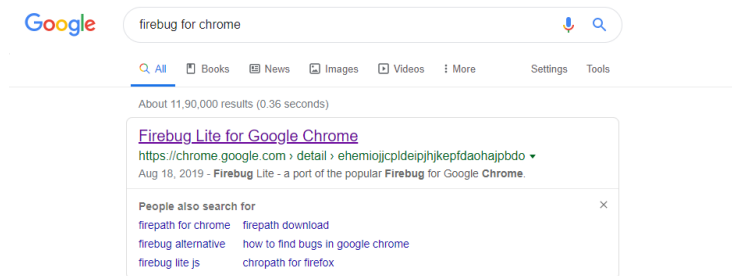 Google
firebug for chrome
All Books News Images Videos More Settings Tools
About 11,90,000 results (0.36 seconds)
Firebug Lite for Google Chrome
https://chrome.google.com › detail › ehemiojjcpldeipjhjkepfdaohajpbdo
Aug 18, 2019 - Firebug Lite - a port of the popular Firebug for Google Chrome.
People also search for
firepath for chrome firepath download
firebug alternative how to find bugs in google chrome
firebug lite js chropath for firefox